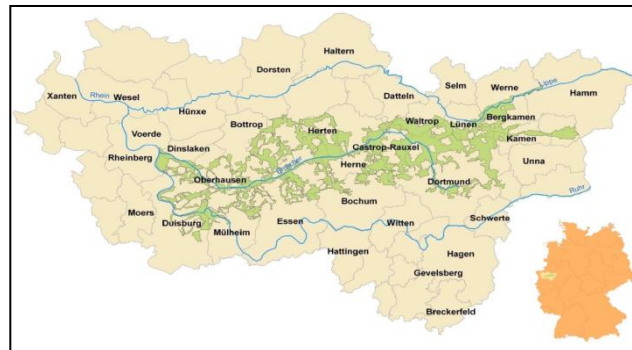 Haltern
Dorsten
Selm
Werne
Lippe
Rhein
Xanten
Wesel
Datteln
Hamm
Hünxe
Waltrop
Lünen
Bergkamen
Voerde
Bottrop
Herten
Kamen
Dinslaken
Castrop-Rauxel
Rheinberg
Oberhausen
Emscher
Herne
Unna
Dortmund
Ruhr
Moers
Bochum
Duisburg
Essen
Witten
Schwerte
Mülheim
Hattingen
Hagen
Gevelsberg
Breckerfeld